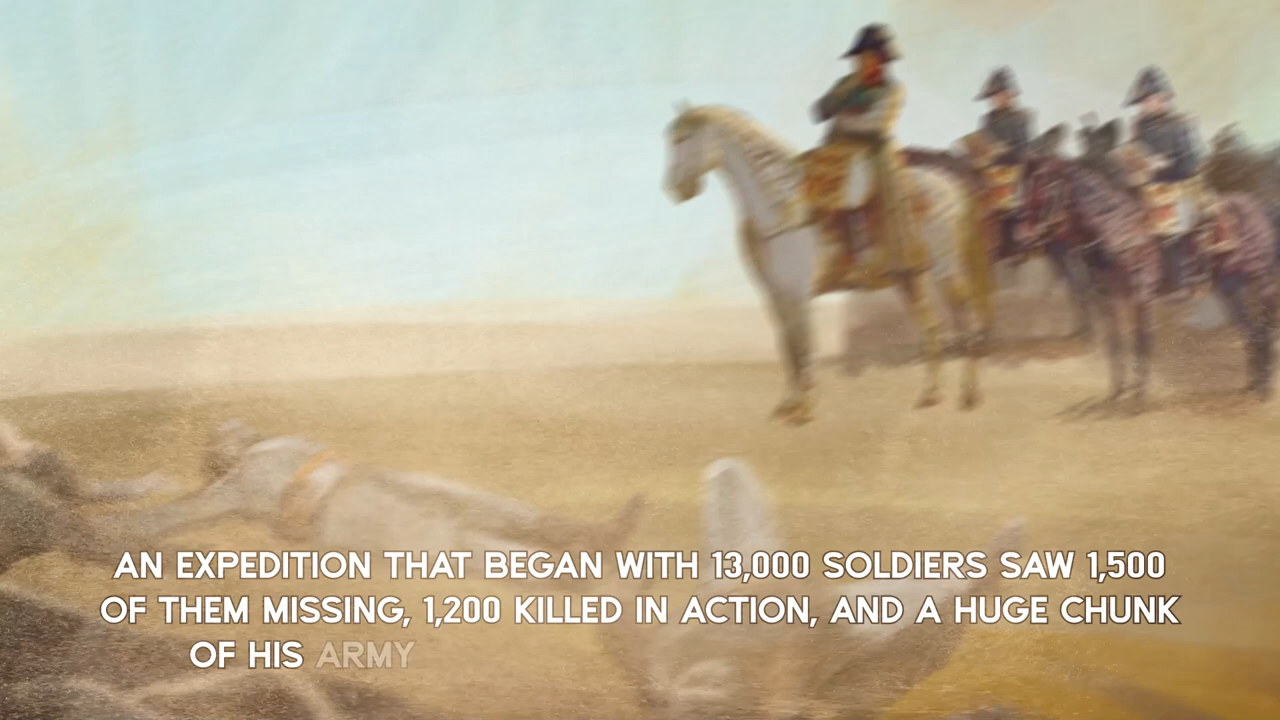 AN EXPEDITION THAT BEGAN WITH 13,000 SOLDIERS SAW 1,500
OF THEM MISSING, 1,200 KILLED IN ACTION, AND A HUGE CHUNK
OF HIS ARMY